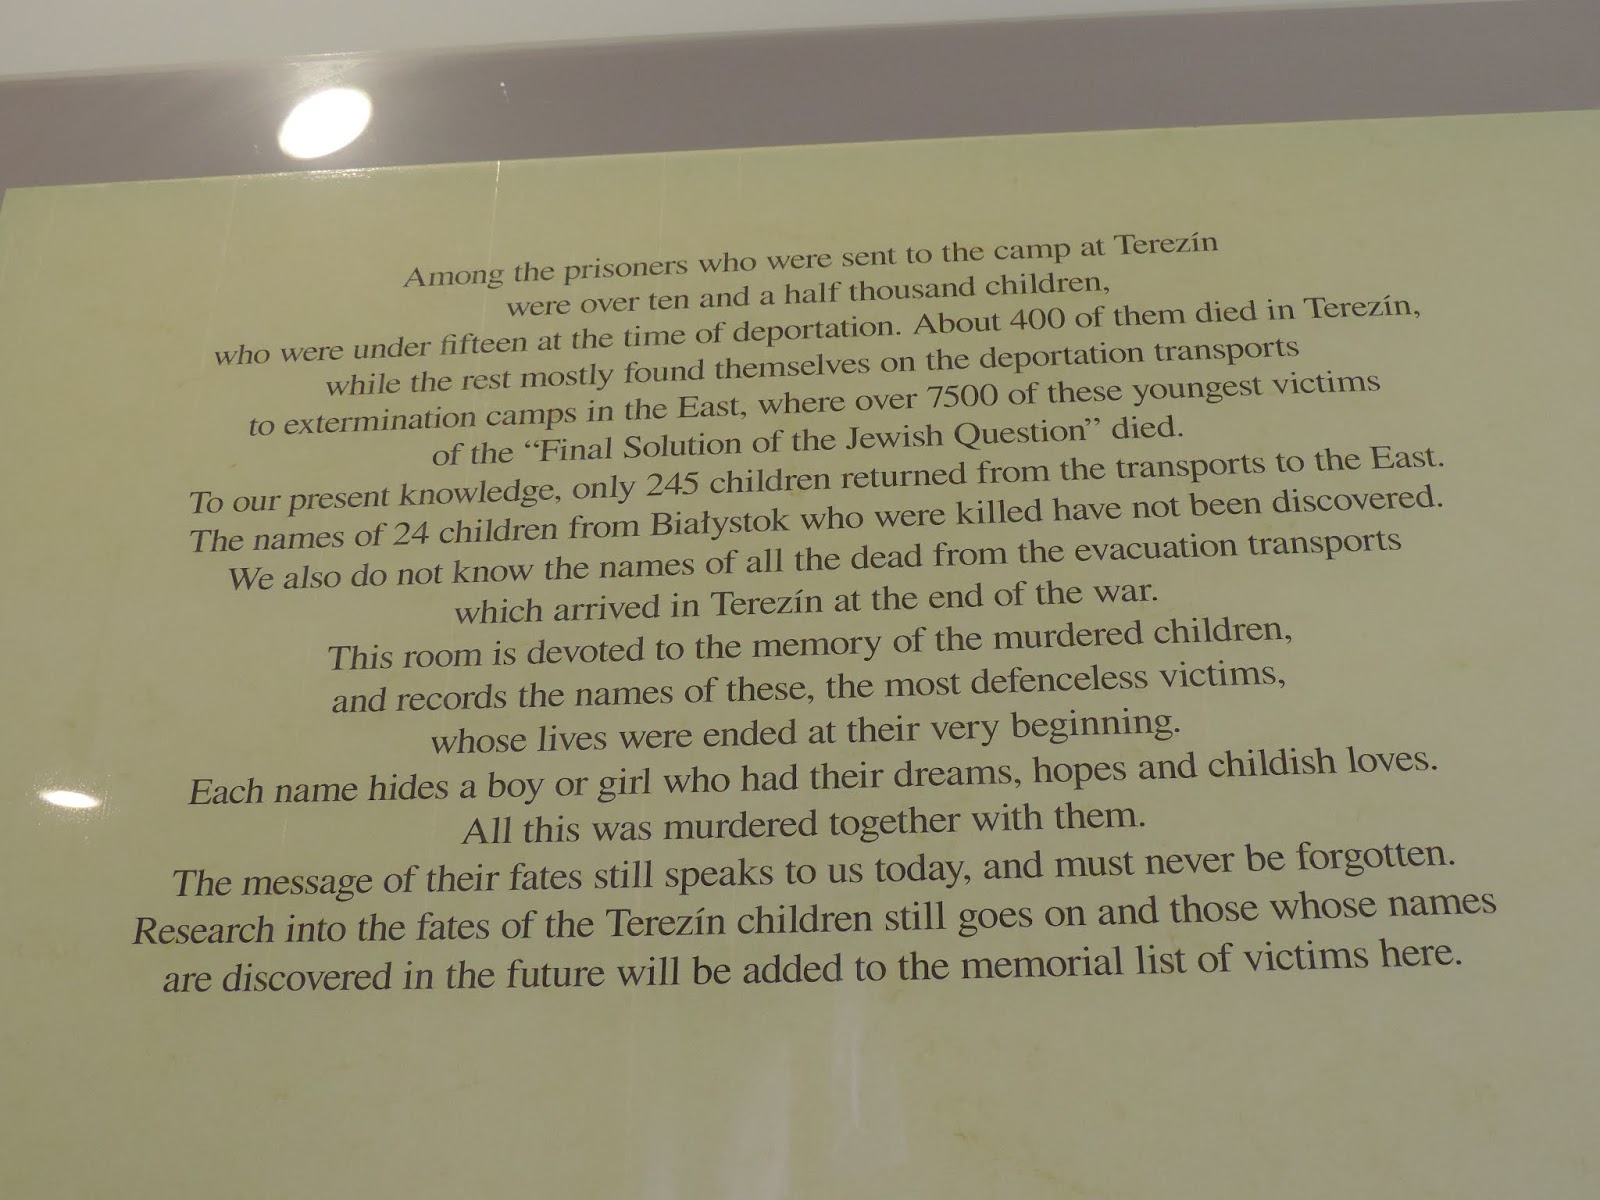 Among the prisoners who were sent to the camp at Terezín
were over ten and a half thousand children,
who were under fifteen at the time of deportation. About 400 of them died in Terezín,
while the rest mostly found themselves on the deportation transports
to extermination camps in the East, where over 7500 of these youngest victims
of the “Final Solution of the Jewish Question” died.
To our present knowledge, only 245 children returned from the transports to the East.
The names of 24 children from Białystok who were killed have not been discovered.
We also do not know the names of all the dead from the evacuation transports
which arrived in Terezín at the end of the war.
This room is devoted to the memory of the murdered children,
and records the names of these, the most defenceless victims,
whose lives were ended at their very beginning.
Each name hides a boy or girl who had their dreams, hopes and childish loves.
All this was murdered together with them.
The message of their fates still speaks to us today, and must never be forgotten.
Research into the fates of the Terezín children still goes on and those whose names
are discovered in the future will be added to the memorial list of victims here.